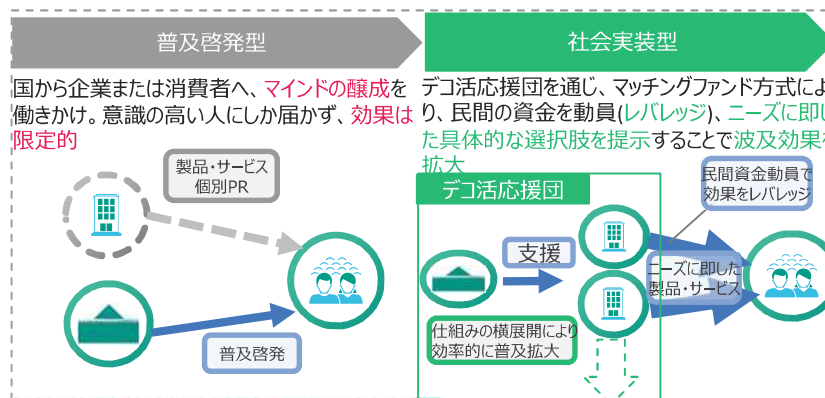 普及啓発型
国から企業または消費者へ、マインドの醸成を
働きかけ。意識の高い人にしか届かず、効果は
限定的
製品・サービス
個別PR
普及啓発
社会実装型
デコ活応援団を通じ、マッチングファンド方式によ
り、民間の資金を動員(レバレッジ)、ニーズに即し
た具体的な選択肢を提示することで波及効果を
拡大
デコ活応援団
支援
民間資金動員で
効果をレバレッジ
ニーズに即した
製品・サービス
仕組みの横展開により
効率的に普及拡大